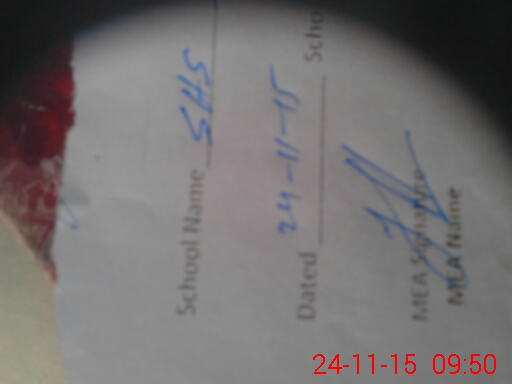 School Name SHS
Dated 24-11-15 Scho
MEA Signature
MEA Name
24-11-15 09:50